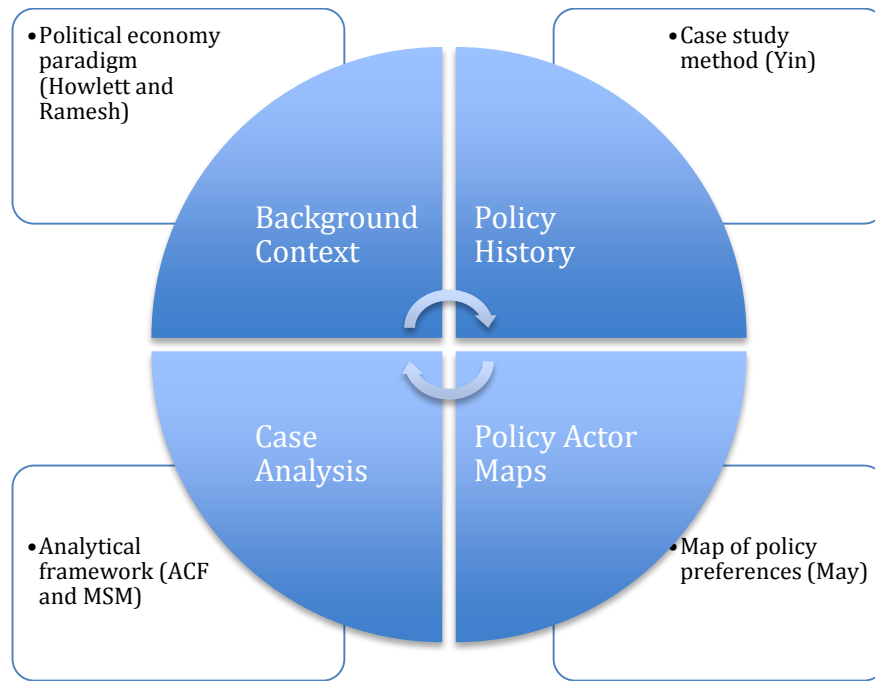 •Political economy
paradigm
(Howlett and
Ramesh)
•Case study
method (Yin)
Background
Context
Policy
History
Case
Analysis
Policy Actor
Maps
•Analytical
framework (ACF
and MSM)
•Map of policy
preferences (May)